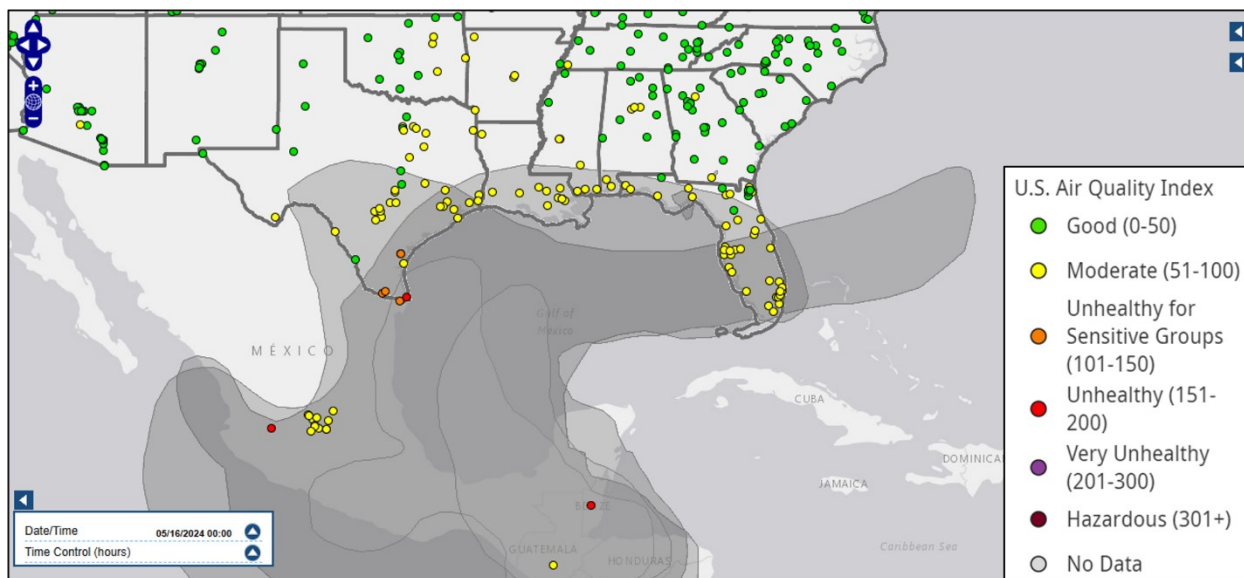 U.S. Air Quality Index
Good (0-50)
Moderate (51-100)
Unhealthy for
Sensitive Groups
(101-150)
Unhealthy (151-
200)
Very Unhealthy
(201-300)
Hazardous (301+)
No Data
Gulf of
Mexico
MÉXICO
CUBA
DOMINICAN
JAMAICA
BELIZE
GUATEMALA
HONDURAS
Caribbean Sea
Date/Time 05/16/2024 00:00
Time Control (hours)